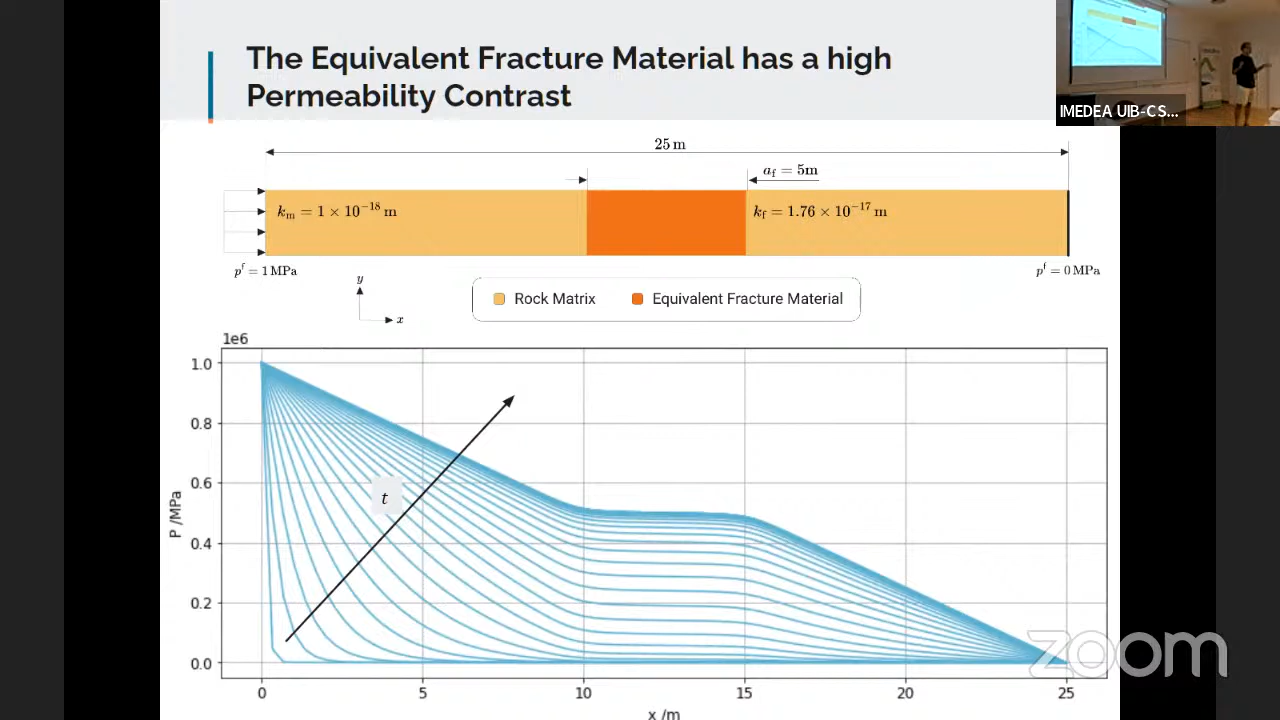 The Equivalent Fracture Material has a high
Permeability Contrast
IMEDEA UIB-CS...
25 m
a_f = 5m
k_m = 1 × 10^−18 m
k_f = 1.76 × 10^−17 m
p^f = 1 MPa
p^f = 0 MPa
y
x
Rock Matrix
Equivalent Fracture Material
1e6
1.0
0.8
0.6
0.4
0.2
0.0
P /MPa
t
0 5 10 15 20 25
x /m
zoom